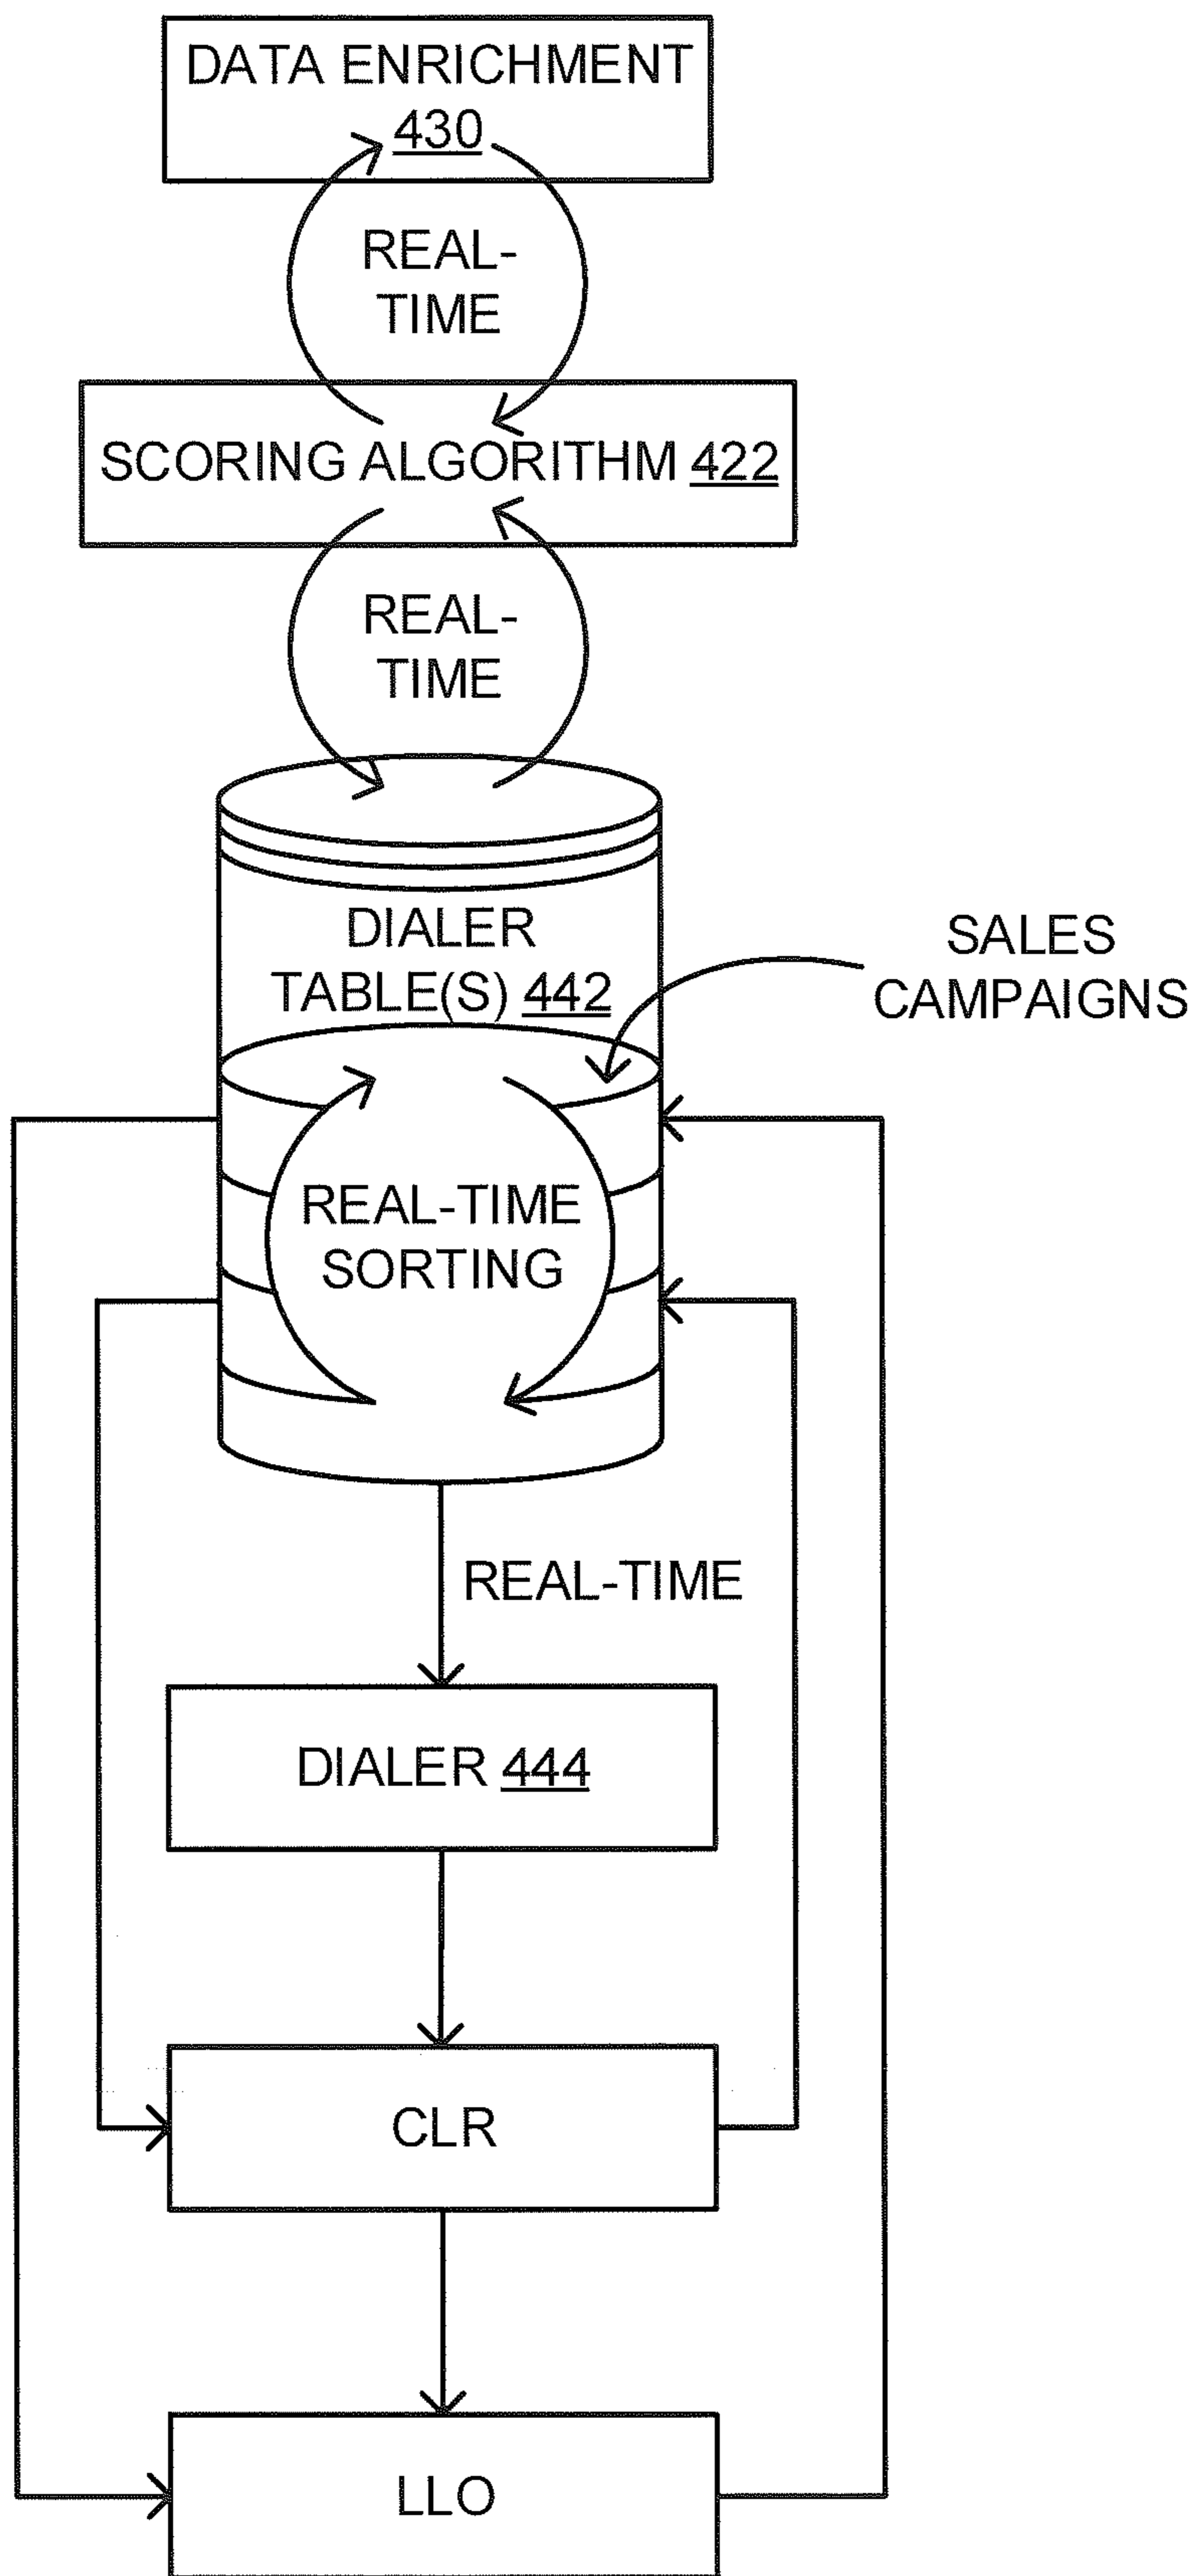 DATA ENRICHMENT
430
REAL-
TIME
SCORING ALGORITHM 422
REAL-
TIME
DIALER
TABLE(S) 442
SALES
CAMPAIGNS
REAL-TIME
SORTING
REAL-TIME
DIALER 444
CLR
LLO